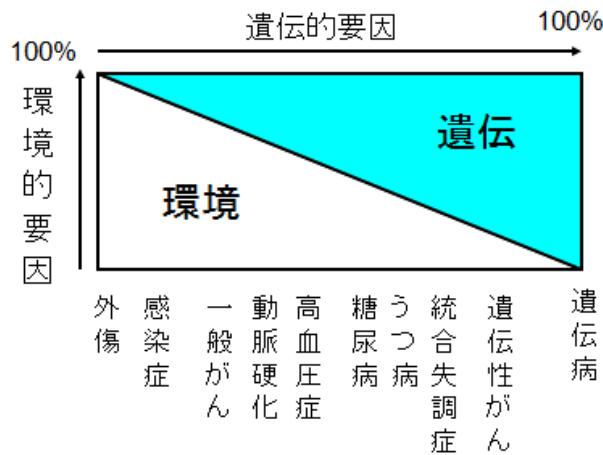 遺伝的要因
100%
100%
環境的要因
遺伝
環境
外傷
感染症
一般がん
動脈硬化
高血圧症
糖尿病
うつ病
統合失調症
遺伝性がん
遺伝病